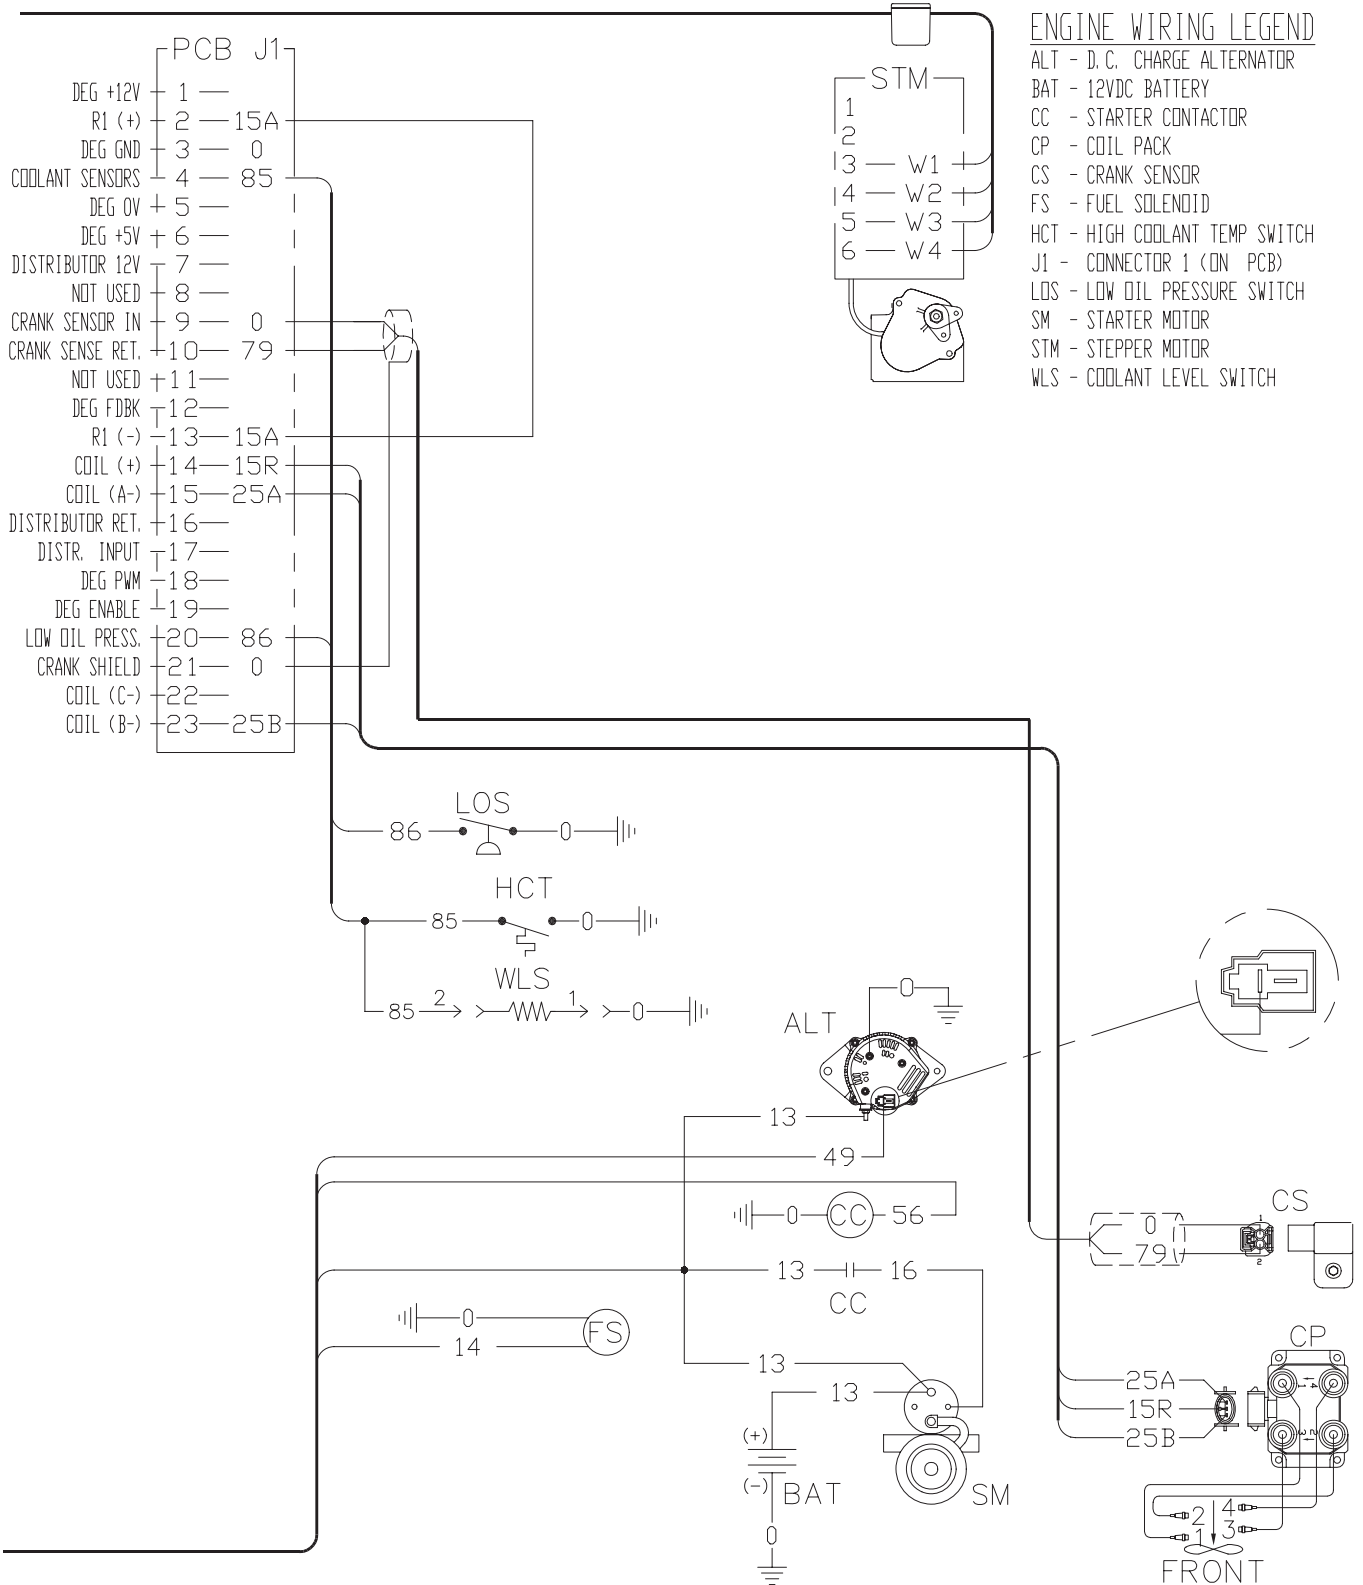 ENGINE WIRING LEGEND
ALT - D.C. CHARGE ALTERNATOR
BAT - 12VDC BATTERY
CC - STARTER CONTACTOR
CP - COIL PACK
CS - CRANK SENSOR
FS - FUEL SOLENOID
HCT - HIGH COOLANT TEMP SWITCH
J1 - CONNECTOR 1 (ON PCB)
LOS - LOW OIL PRESSURE SWITCH
SM - STARTER MOTOR
STM - STEPPER MOTOR
WLS - COOLANT LEVEL SWITCH
PCB J1
DEG +12V 1
R1 (+) 2 15A
DEG GND 3 0
COOLANT SENSORS 4 85
DEG 0V 5
DEG +5V 6
DISTRIBUTOR 12V 7
NOT USED 8
CRANK SENSOR IN 9 0
CRANK SENSE RET. 10 79
NOT USED 11
DEG FDBK 12
R1 (-) 13 15A
COIL (+) 14 15R
COIL (A-) 15 25A
DISTRIBUTOR RET. 16
DISTR. INPUT 17
DEG PWM 18
DEG ENABLE 19
LOW OIL PRESS. 20 86
CRANK SHIELD 21 0
COIL (C-) 22
COIL (B-) 23 25B
STM
1
2
3 W1
4 W2
5 W3
6 W4
LOS
86 0
HCT
85 0
WLS
85 2 1 0
0
ALT
13
49
0 CC 56
13 16
CC
0
FS
14
13
13
(+)
(-)
BAT
SM
0
CS
0
79
1
2
CP
25A
15R
25B
1 4
3 2
2 4
1 3
FRONT